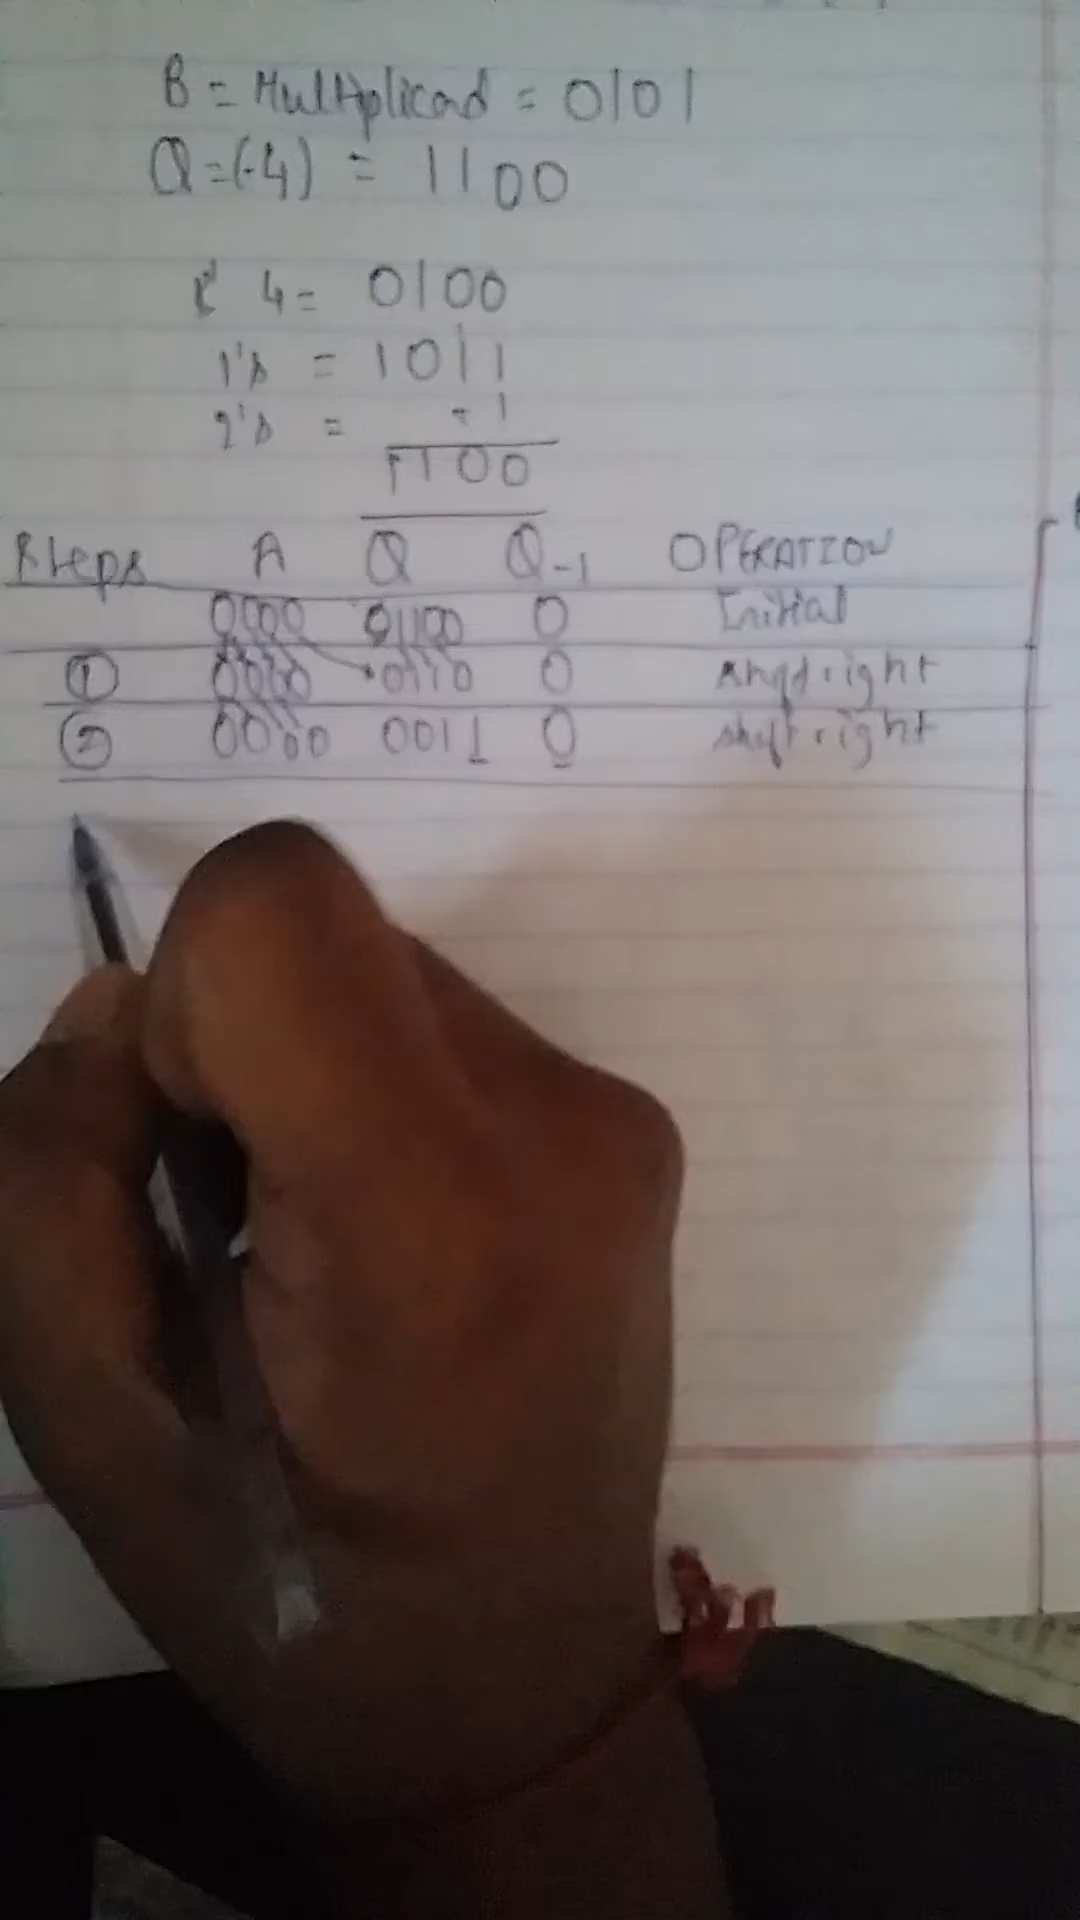 B = Multiplicand = 0101
Q=(-4) = 1100
4 = 0100
1's = 1011
2's = + 1
1100
Steps A Q Q-1 OPERATION
0000 1100 0 Initial
① 0000 0110 0 shift right
② 0000 0011 0 shift right